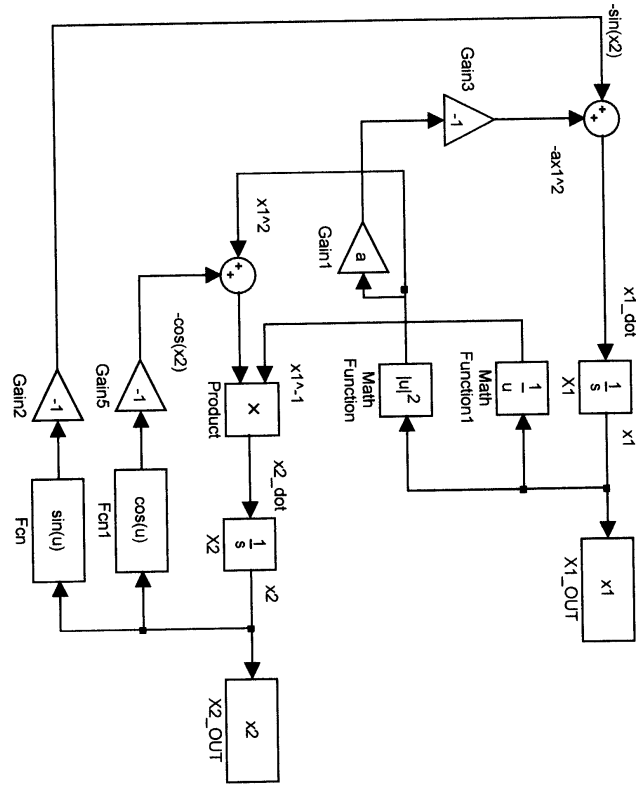 -sin(x2)
+
+
x1_dot
1
s
X1
x1
x1
X1_OUT
Gain3
-1
-ax1^2
Gain1
a
1
u
Math
Function1
|u|^2
Math
Function
x1^2
+
+
x1^-1
×
Product
x2_dot
1
s
X2
x2
x2
X2_OUT
-cos(x2)
-1
Gain5
cos(u)
Fcn1
-1
Gain2
sin(u)
Fcn